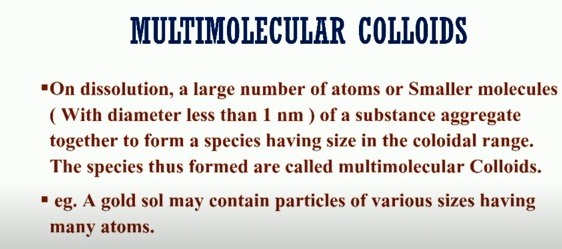 MULTIMOLECULAR COLLOIDS
▪On dissolution, a large number of atoms or Smaller molecules
( With diameter less than 1 nm ) of a substance aggregate
together to form a species having size in the coloidal range.
The species thus formed are called multimolecular Colloids.
▪ eg. A gold sol may contain particles of various sizes having
many atoms.